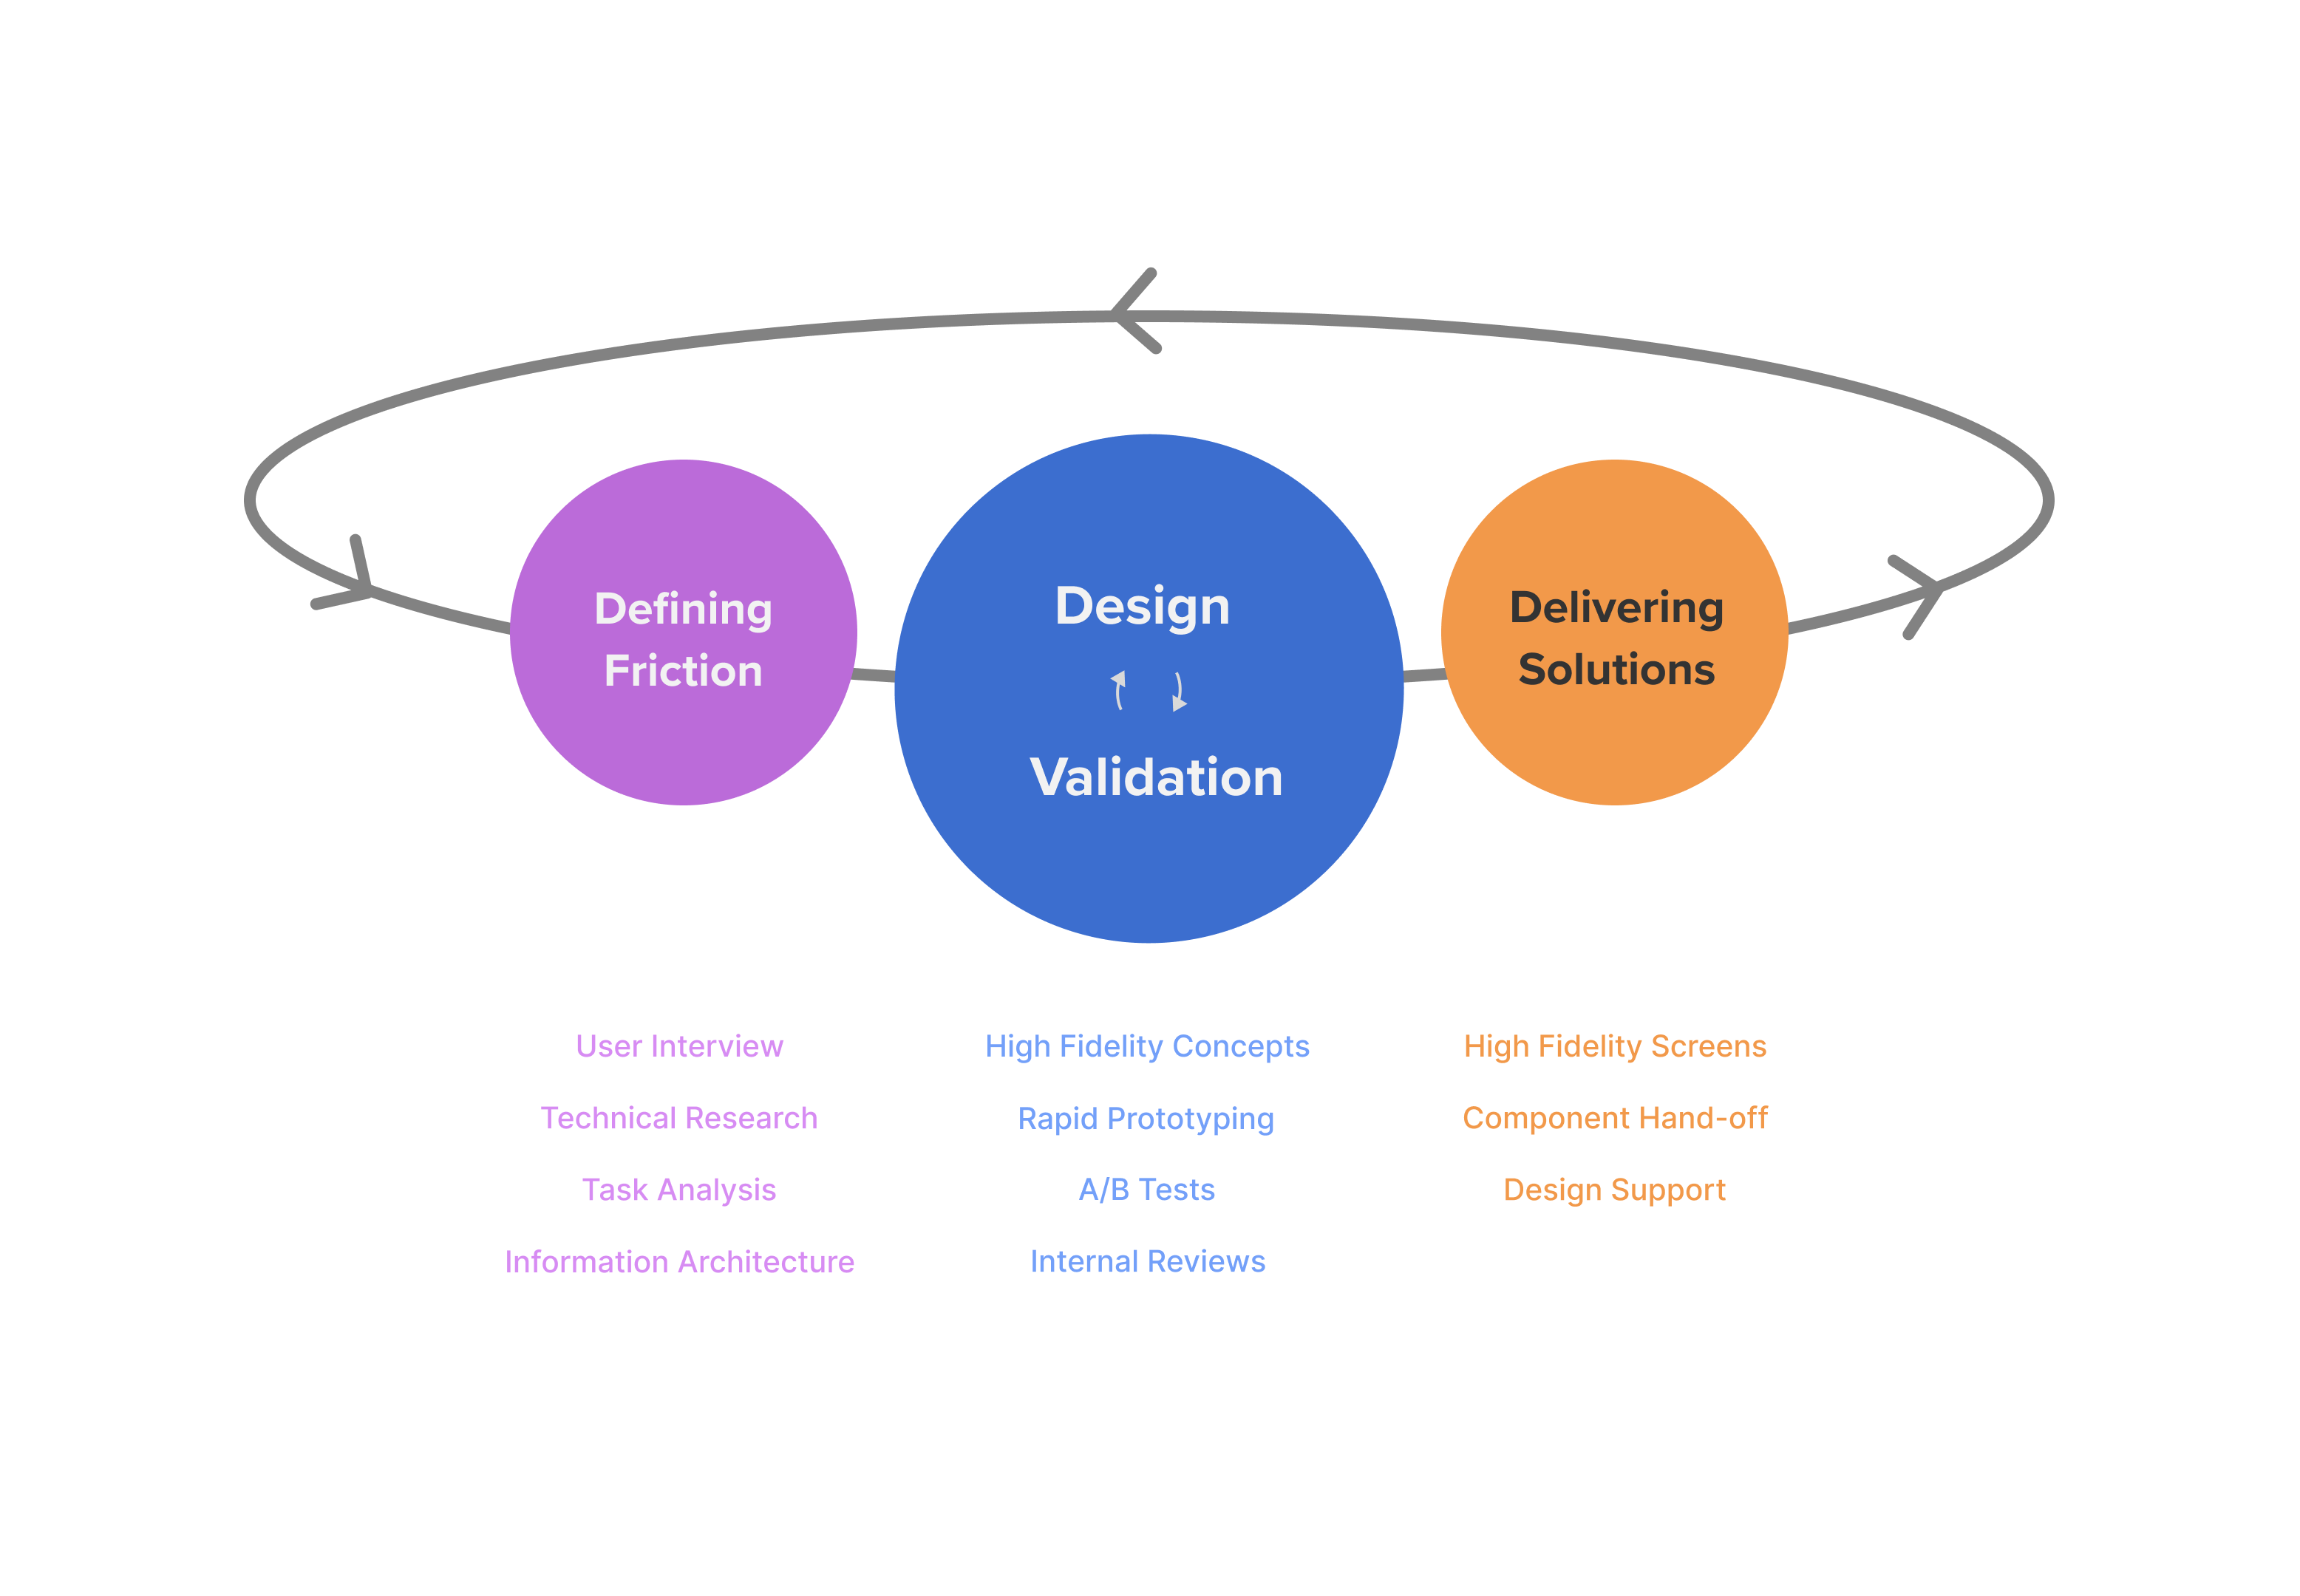 Defining
Friction
Design
Validation
Delivering
Solutions
User Interview
Technical Research
Task Analysis
Information Architecture
High Fidelity Concepts
Rapid Prototyping
A/B Tests
Internal Reviews
High Fidelity Screens
Component Hand-off
Design Support